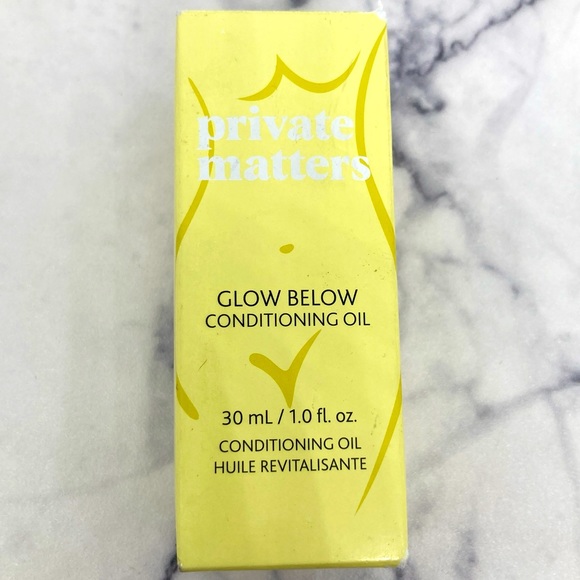 private
matters
GLOW BELOW
CONDITIONING OIL
30 mL / 1.0 fl. oz.
CONDITIONING OIL
HUILE REVITALISANTE